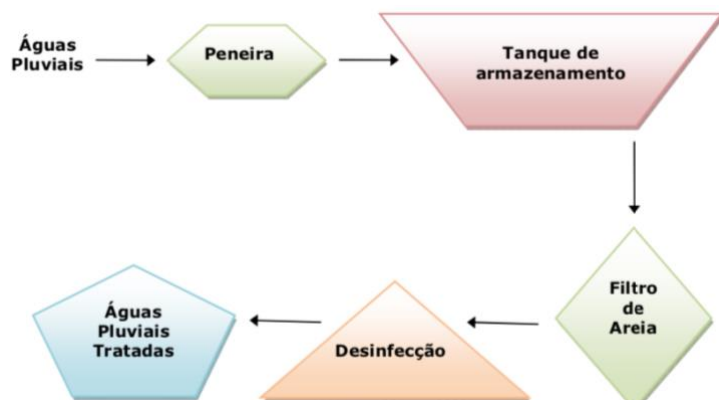 Águas
Pluviais
Peneira
Tanque de
armazenamento
Filtro
de
Areia
Desinfecção
Águas
Pluviais
Tratadas